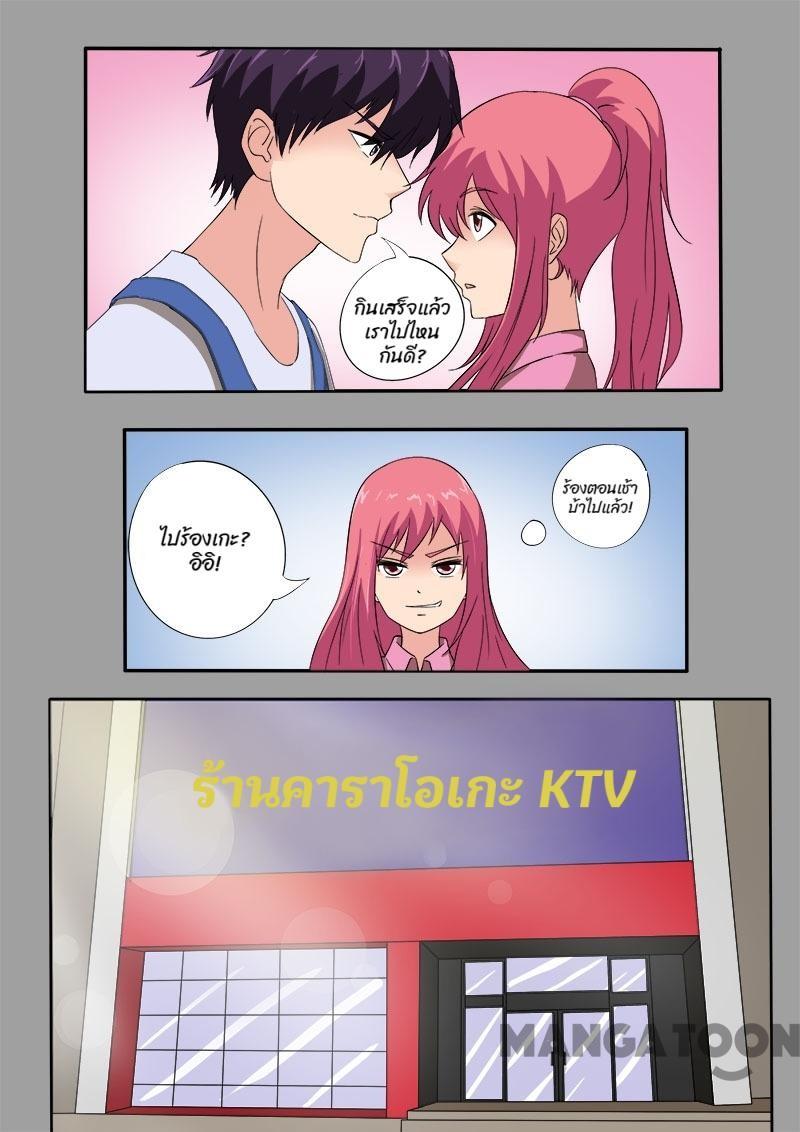 กินเสร็จแล้ว
เราไปไหน
กันดี?
ไปร้องเกะ?
อิอิ!
ร้องตอนเช้า
บ้าไปแล้ว!
ร้านคาราโอเกะ KTV
MANGATOON